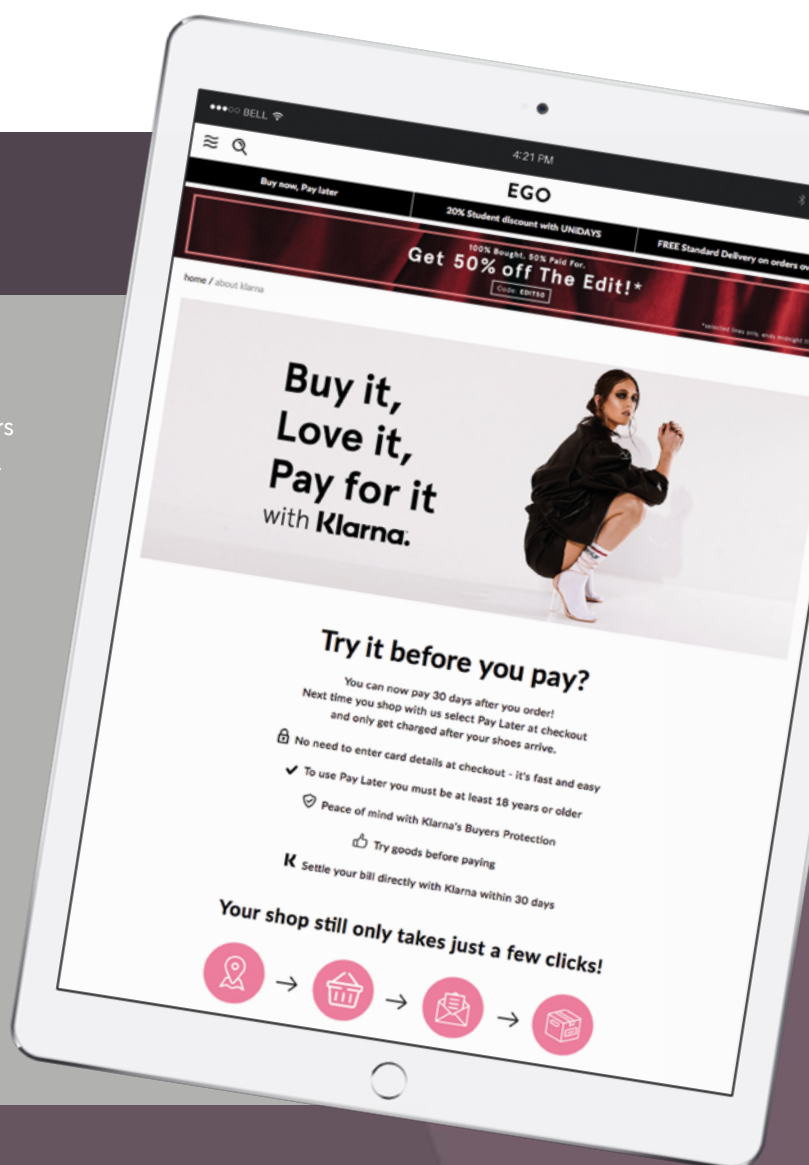 BELL
4:21 PM
EGO
Buy now, Pay later
20% Student discount with UNiDAYS
FREE Standard Delivery on orders
100% Bought. 50% Paid For.
Get 50% off The Edit!*
Code: EDIT50
*selected lines only, ends midnight
home / about klarna
rs
Buy it,
Love it,
Pay for it
with Klarna.
Try it before you pay?
You can now pay 30 days after you order!
Next time you shop with us select Pay Later at checkout
and only get charged after your shoes arrive.
No need to enter card details at checkout - it's fast and easy
To use Pay Later you must be at least 18 years or older
Peace of mind with Klarna's Buyers Protection
Try goods before paying
K Settle your bill directly with Klarna within 30 days
Your shop still only takes just a few clicks!